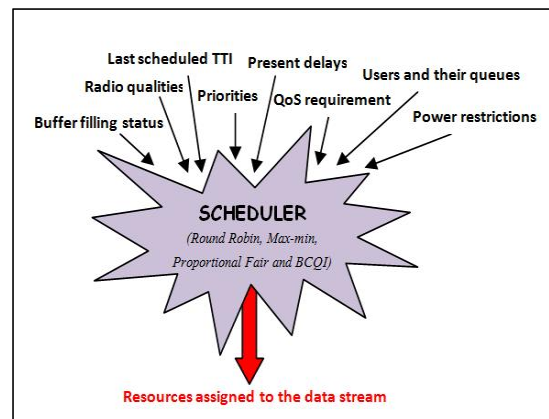 Last scheduled TTI
Present delays
Users and their queues
Radio qualities
Priorities
QoS requirement
Power restrictions
Buffer filling status
SCHEDULER
(Round Robin, Max-min,
Proportional Fair and BCQI)
Resources assigned to the data stream